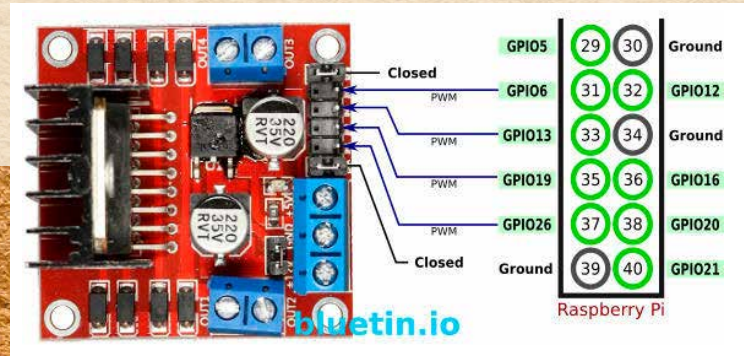 OUT4
OUT3
Closed
PWM
PWM
PWM
PWM
Closed
220
35V
RVT
220
35V
RVT
+5V
GND
OUT1
OUT2
bluetin.io
GPIO5
29
30
Ground
GPIO6
31
32
GPIO12
GPIO13
33
34
Ground
GPIO19
35
36
GPIO16
GPIO26
37
38
GPIO20
Ground
39
40
GPIO21
Raspberry Pi